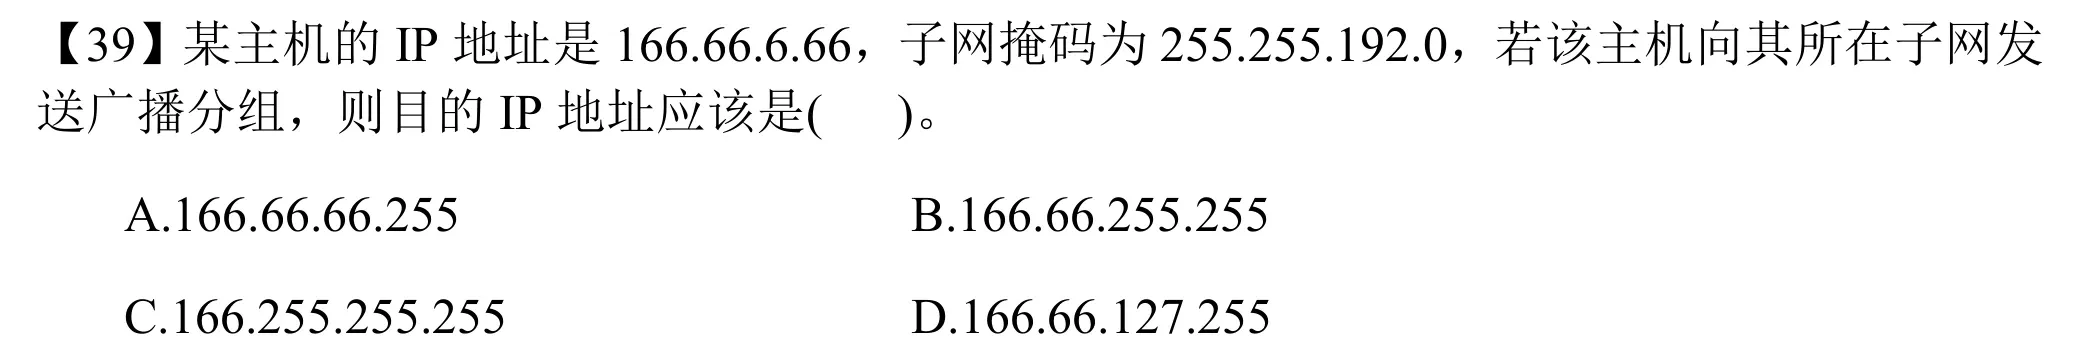 【39】某主机的 IP 地址是 166.66.6.66，子网掩码为 255.255.192.0，若该主机向其所在子网发
送广播分组，则目的 IP 地址应该是(  )。
A.166.66.66.255 B.166.66.255.255
C.166.255.255.255 D.166.66.127.255